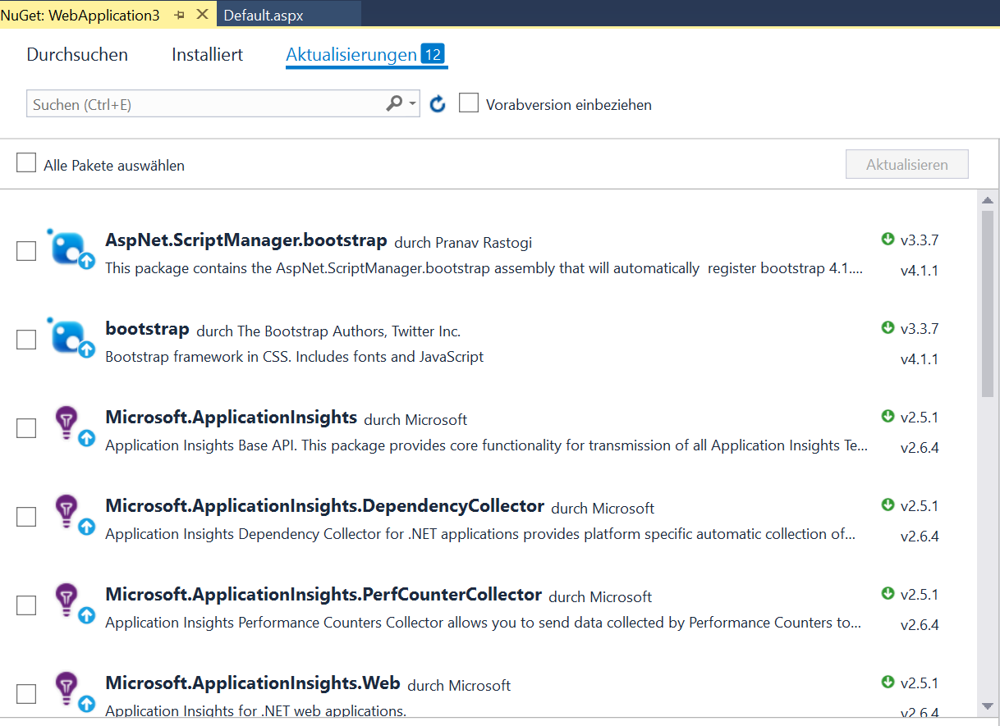 NuGet: WebApplication3
Default.aspx
Durchsuchen Installiert Aktualisierungen 12
Suchen (Ctrl+E)
Vorabversion einbeziehen
Alle Pakete auswählen
Aktualisieren
AspNet.ScriptManager.bootstrap durch Pranav Rastogi v3.3.7
This package contains the AspNet.ScriptManager.bootstrap assembly that will automatically  register bootstrap 4.1.... v4.1.1
bootstrap durch The Bootstrap Authors, Twitter Inc. v3.3.7
Bootstrap framework in CSS. Includes fonts and JavaScript v4.1.1
Microsoft.ApplicationInsights durch Microsoft v2.5.1
Application Insights Base API. This package provides core functionality for transmission of all Application Insights Te... v2.6.4
Microsoft.ApplicationInsights.DependencyCollector durch Microsoft v2.5.1
Application Insights Dependency Collector for .NET applications provides platform specific automatic collection of... v2.6.4
Microsoft.ApplicationInsights.PerfCounterCollector durch Microsoft v2.5.1
Application Insights Performance Counters Collector allows you to send data collected by Performance Counters to... v2.6.4
Microsoft.ApplicationInsights.Web durch Microsoft v2.5.1
Application Insights for .NET web applications. v2.6.4